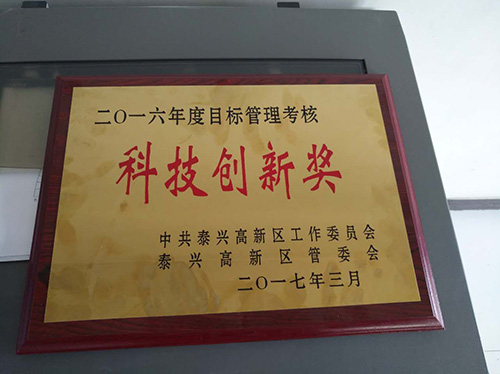 二〇一六年度目标管理考核
科技创新奖
中共泰兴高新区工作委员会
泰兴高新区管委会
二〇一七年三月